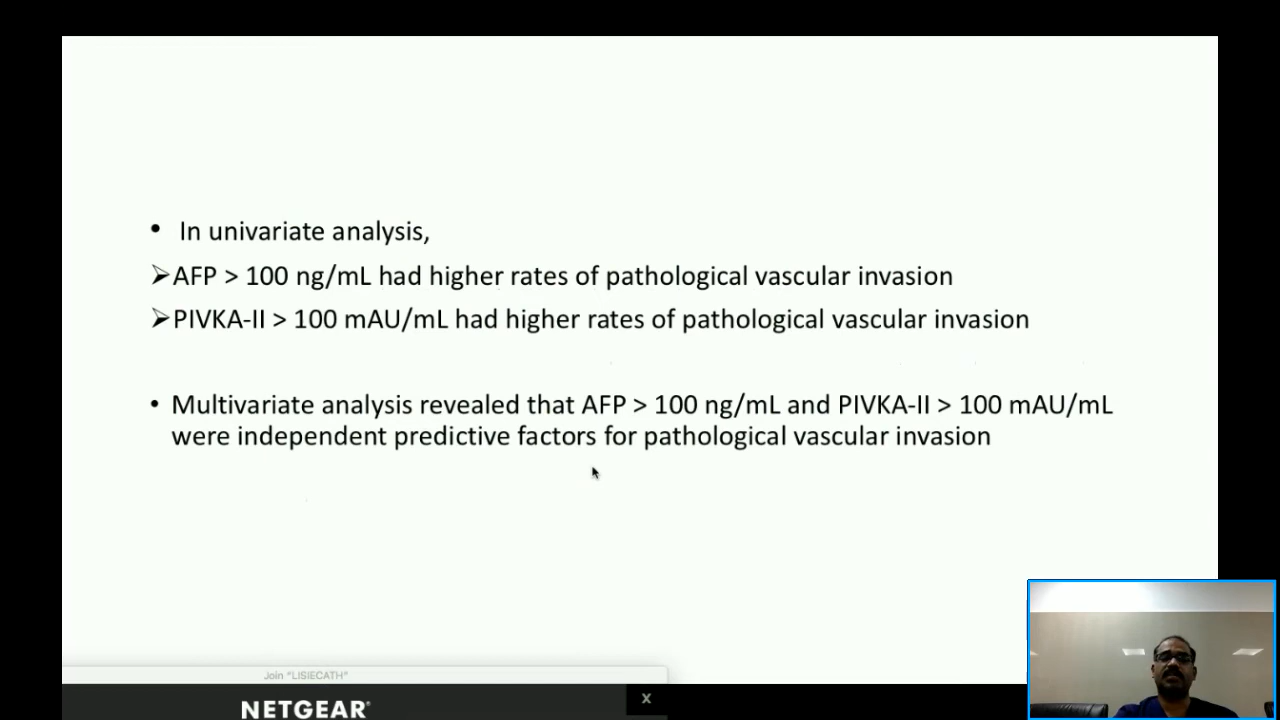 • In univariate analysis,
➢AFP > 100 ng/mL had higher rates of pathological vascular invasion
➢PIVKA-II > 100 mAU/mL had higher rates of pathological vascular invasion
• Multivariate analysis revealed that AFP > 100 ng/mL and PIVKA-II > 100 mAU/mL
were independent predictive factors for pathological vascular invasion
Join "LISIECATH"
NETGEAR®
X